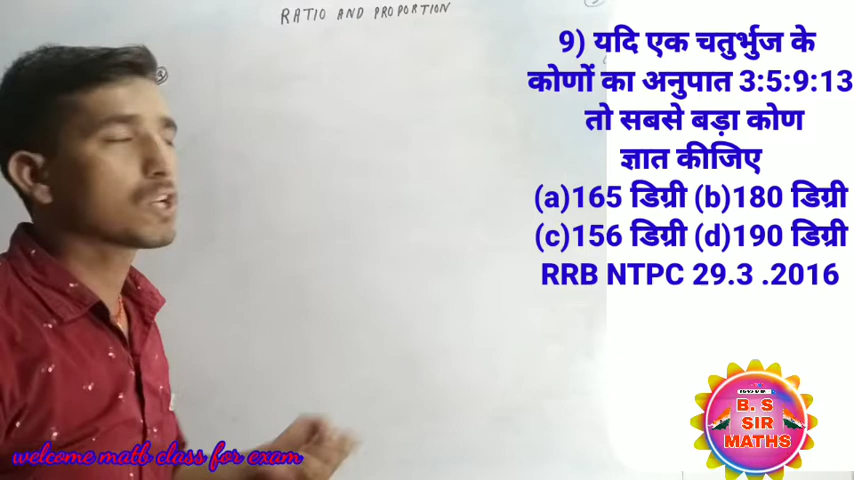 RATIO AND PROPORTION
9) यदि एक चतुर्भुज के
कोणों का अनुपात 3:5:9:13
तो सबसे बड़ा कोण
ज्ञात कीजिए
(a)165 डिग्री (b)180 डिग्री
(c)156 डिग्री (d)190 डिग्री
RRB NTPC 29.3 .2016
B. S
SIR
MATHS
welcome matb class for exam